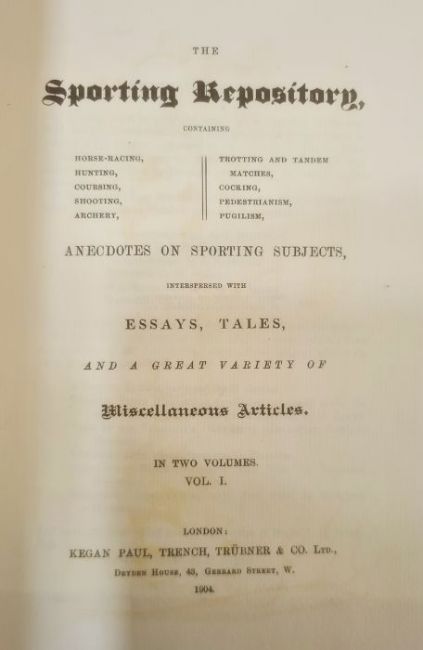 THE
Sporting Repository,
CONTAINING
HORSE-RACING,
HUNTING,
COURSING,
SHOOTING,
ARCHERY,
TROTTING AND TANDEM
MATCHES,
COCKING,
PEDESTRIANISM,
PUGILISM,
ANECDOTES ON SPORTING SUBJECTS,
INTERSPERSED WITH
ESSAYS, TALES,
AND A GREAT VARIETY OF
Miscellaneous Articles.
IN TWO VOLUMES.
VOL. I.
LONDON:
KEGAN PAUL, TRENCH, TRÜBNER & CO. LTD.,
DRYDEN HOUSE, 43, GERRARD STREET, W.
1904.